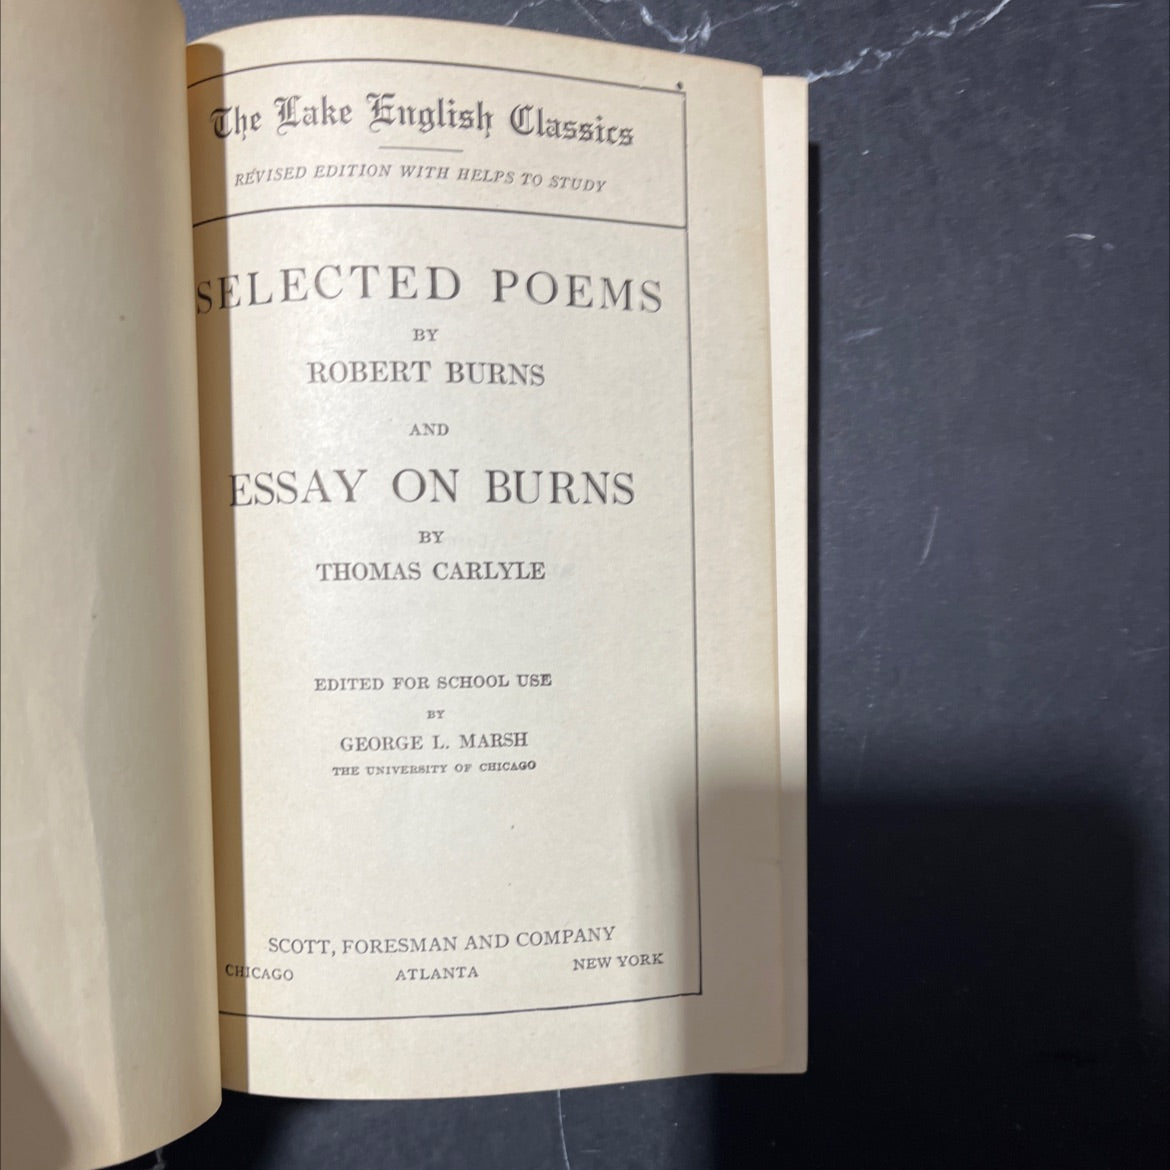 The Lake English Classics
REVISED EDITION WITH HELPS TO STUDY
SELECTED POEMS
BY
ROBERT BURNS
AND
ESSAY ON BURNS
BY
THOMAS CARLYLE
EDITED FOR SCHOOL USE
BY
GEORGE L. MARSH
THE UNIVERSITY OF CHICAGO
SCOTT, FORESMAN AND COMPANY
CHICAGO ATLANTA NEW YORK